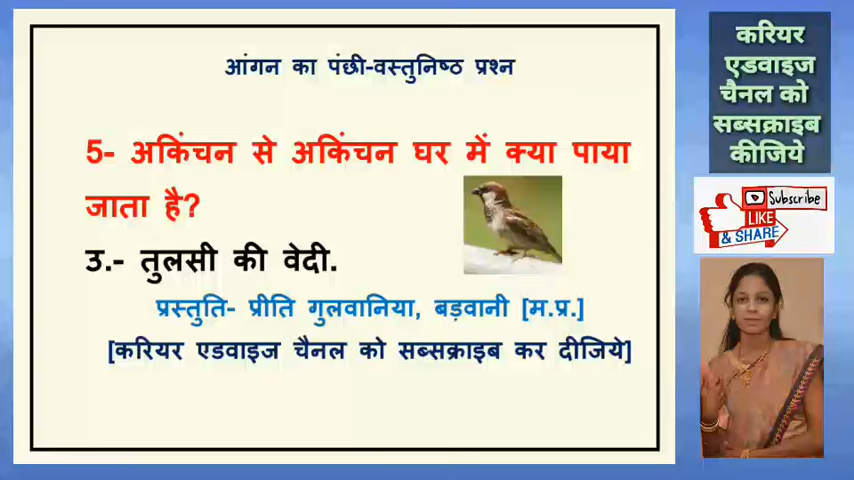 आंगन का पंछी-वस्तुनिष्ठ प्रश्न
5- अकिंचन से अकिंचन घर में क्या पाया
जाता है?
उ.- तुलसी की वेदी.
प्रस्तुति- प्रीति गुलवानिया, बड़वानी [म.प्र.]
[करियर एडवाइज चैनल को सब्सक्राइब कर दीजिये]
करियर
एडवाइज
चैनल को
सब्सक्राइब
कीजिये
Subscribe
LIKE
& SHARE